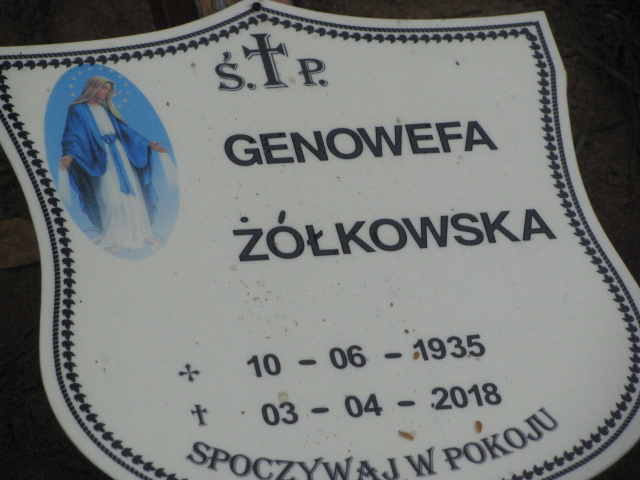 Ś.†P.
GENOWEFA
ŻÓŁKOWSKA
10 - 06 - 1935
† 03 - 04 - 2018
SPOCZYWAJ W POKOJU